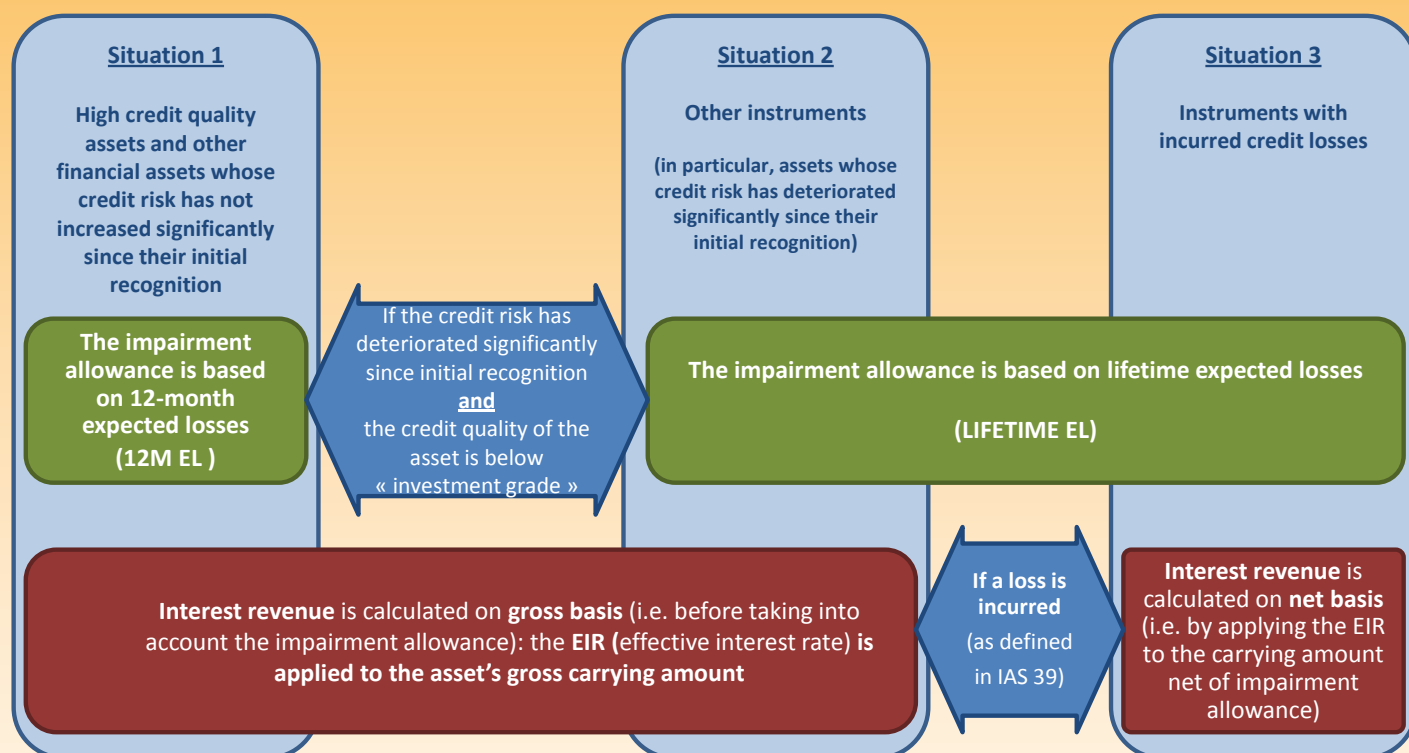 Situation 1
High credit quality
assets and other
financial assets whose
credit risk has not
increased significantly
since their initial
recognition
Situation 2
Other instruments
(in particular, assets whose
credit risk has deteriorated
significantly since their
initial recognition)
Situation 3
Instruments with
incurred credit losses
The impairment
allowance is based
on 12-month
expected losses
(12M EL )
If the credit risk has
deteriorated significantly
since initial recognition
and
the credit quality of the
asset is below
« investment grade »
The impairment allowance is based on lifetime expected losses
(LIFETIME EL)
Interest revenue is calculated on gross basis (i.e. before taking into
account the impairment allowance): the EIR (effective interest rate) is
applied to the asset’s gross carrying amount
If a loss is
incurred
(as defined
in IAS 39)
Interest revenue is
calculated on net basis
(i.e. by applying the EIR
to the carrying amount
net of impairment
allowance)